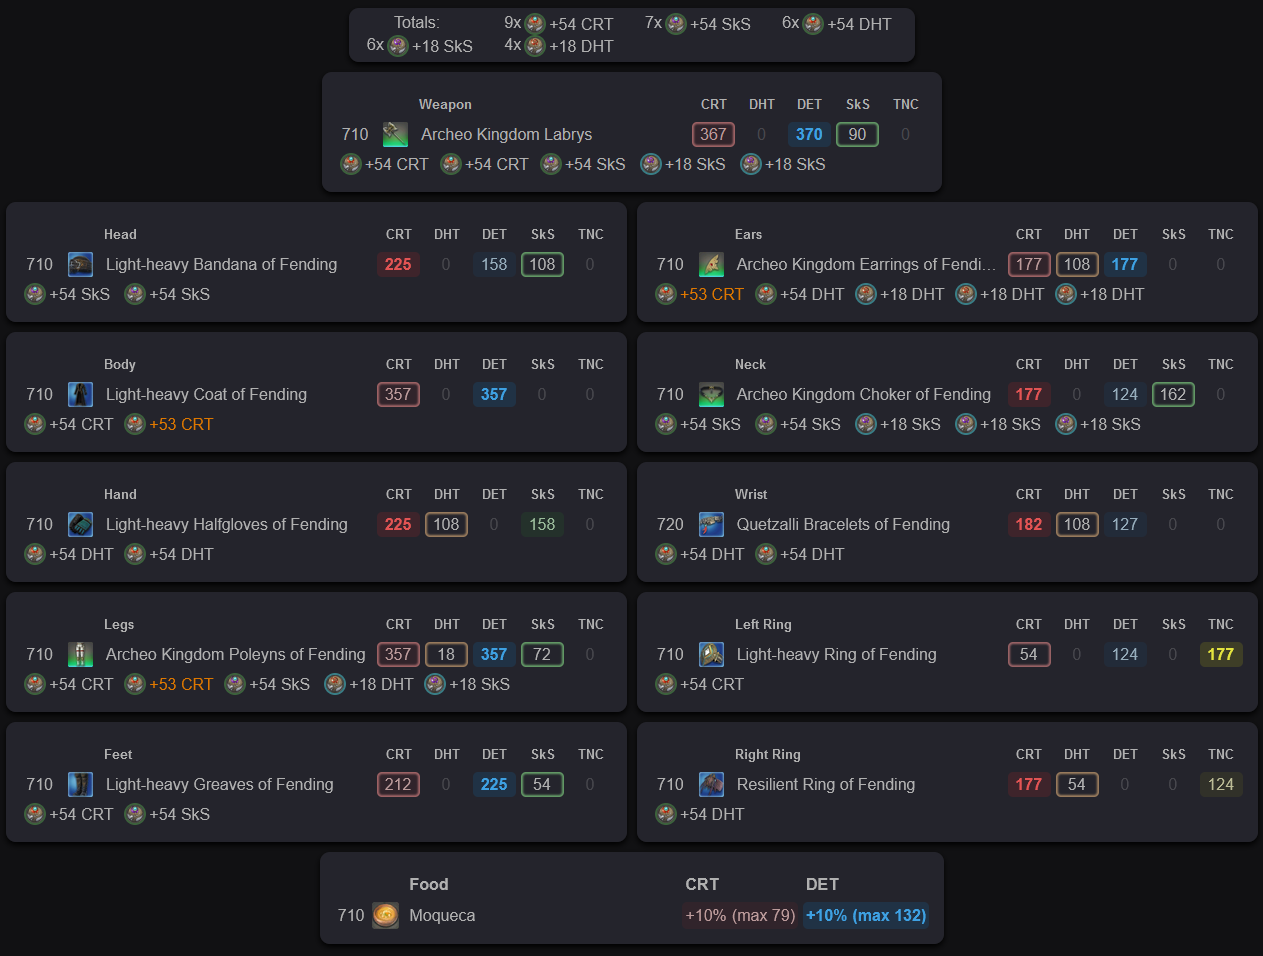 Totals: 9x +54 CRT 7x +54 SkS 6x +54 DHT
6x +18 SkS 4x +18 DHT
Weapon CRT DHT DET SkS TNC
710 Archeo Kingdom Labrys 367 0 370 90 0
+54 CRT +54 CRT +54 SkS +18 SkS +18 SkS
Head CRT DHT DET SkS TNC
710 Light-heavy Bandana of Fending 225 0 158 108 0
+54 SkS +54 SkS
Ears CRT DHT DET SkS TNC
710 Archeo Kingdom Earrings of Fendi... 177 108 177 0 0
+53 CRT +54 DHT +18 DHT +18 DHT +18 DHT
Body CRT DHT DET SkS TNC
710 Light-heavy Coat of Fending 357 0 357 0 0
+54 CRT +53 CRT
Neck CRT DHT DET SkS TNC
710 Archeo Kingdom Choker of Fending 177 0 124 162 0
+54 SkS +54 SkS +18 SkS +18 SkS +18 SkS
Hand CRT DHT DET SkS TNC
710 Light-heavy Halfgloves of Fending 225 108 0 158 0
+54 DHT +54 DHT
Wrist CRT DHT DET SkS TNC
720 Quetzalli Bracelets of Fending 182 108 127 0 0
+54 DHT +54 DHT
Legs CRT DHT DET SkS TNC
710 Archeo Kingdom Poleyns of Fending 357 18 357 72 0
+54 CRT +53 CRT +54 SkS +18 DHT +18 SkS
Left Ring CRT DHT DET SkS TNC
710 Light-heavy Ring of Fending 54 0 124 0 177
+54 CRT
Feet CRT DHT DET SkS TNC
710 Light-heavy Greaves of Fending 212 0 225 54 0
+54 CRT +54 SkS
Right Ring CRT DHT DET SkS TNC
710 Resilient Ring of Fending 177 54 0 0 124
+54 DHT
Food CRT DET
710 Moqueca +10% (max 79) +10% (max 132)